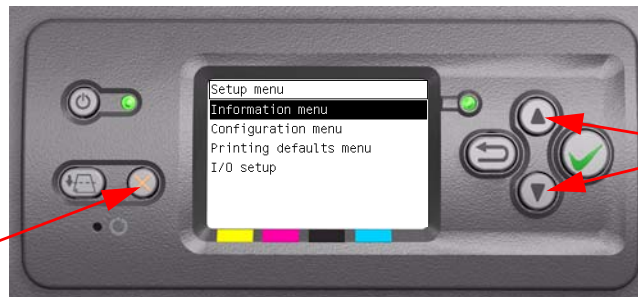 Setup menu
Information menu
Configuration menu
Printing defaults menu
I/O setup